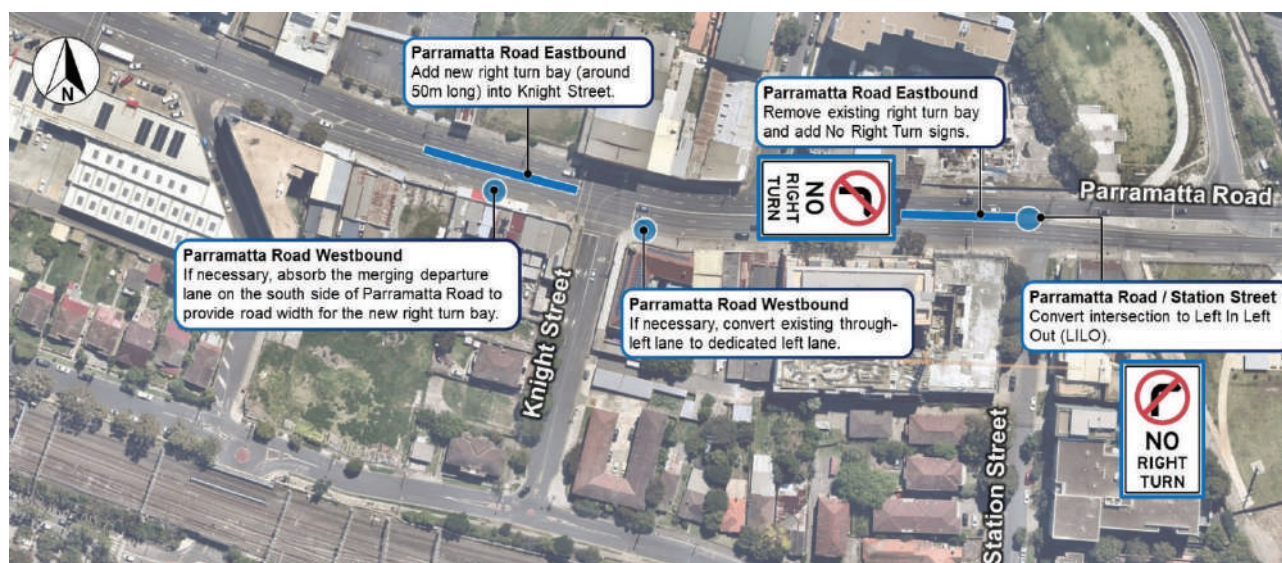 N
Parramatta Road Eastbound
Add new right turn bay (around
50m long) into Knight Street.
Parramatta Road Eastbound
Remove existing right turn bay
and add No Right Turn signs.
NO
RIGHT
TURN
Parramatta Road
Parramatta Road Westbound
If necessary, absorb the merging departure
lane on the south side of Parramatta Road to
provide road width for the new right turn bay.
Knight Street
Parramatta Road Westbound
If necessary, convert existing through-
left lane to dedicated left lane.
Parramatta Road / Station Street
Convert intersection to Left In Left
Out (LILO).
Station Street
NO
RIGHT
TURN